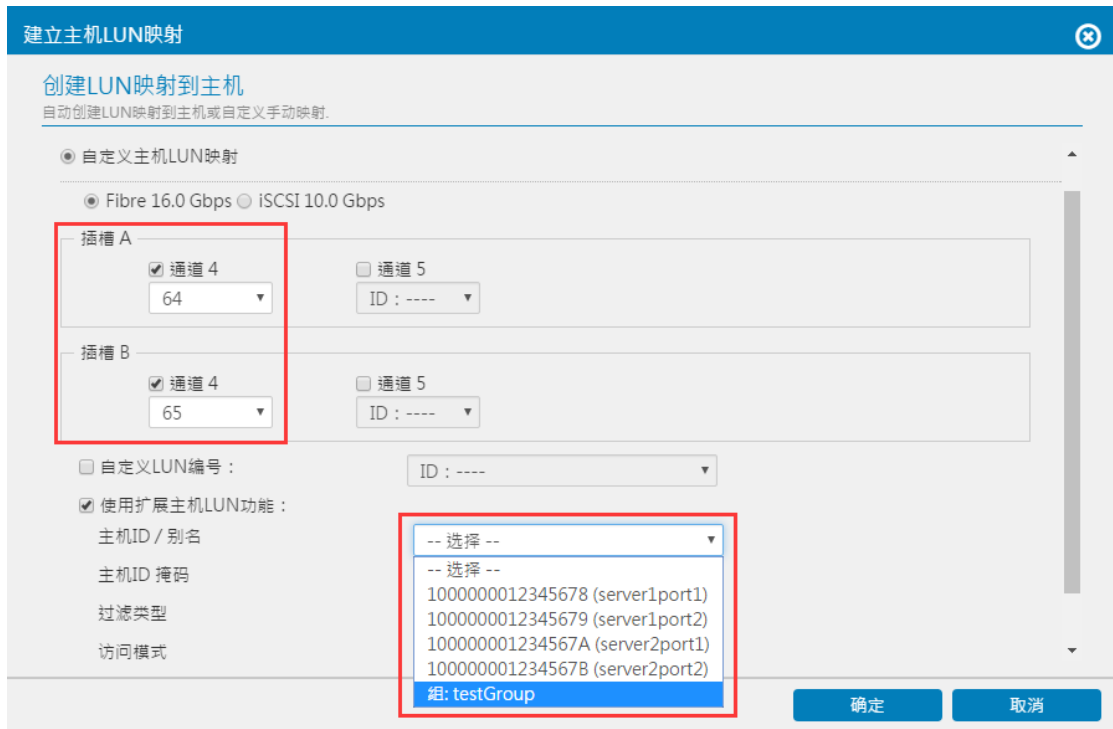 建立主机LUN映射
创建LUN映射到主机
自动创建LUN映射到主机或自定义手动映射.
自定义主机LUN映射
Fibre 16.0 Gbps iSCSI 10.0 Gbps
插槽 A
通道 4 通道 5
64 ID：----
插槽 B
通道 4 通道 5
65 ID：----
自定义LUN编号： ID：----
使用扩展主机LUN功能：
主机ID / 别名 -- 选择 --
-- 选择 --
主机ID 掩码
1000000012345678 (server1port1)
过滤类型 1000000012345679 (server1port2)
100000001234567A (server2port1)
访问模式
100000001234567B (server2port2)
組: testGroup
确定 取消